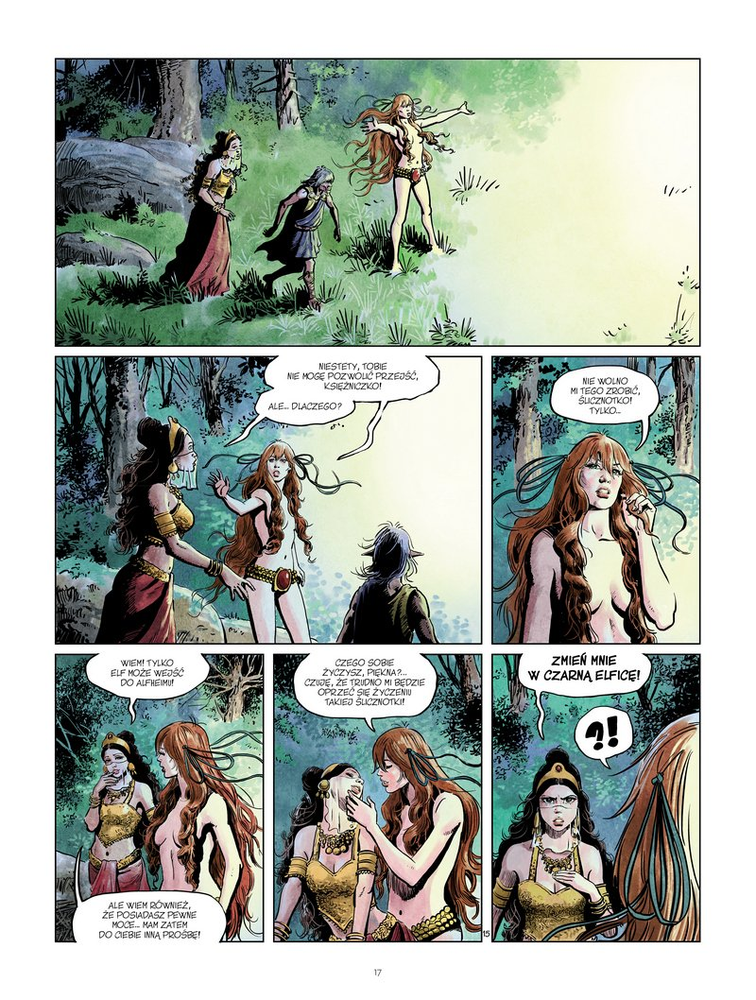 NIESTETY, TOBIE
NIE MOGĘ POZWOLIĆ PRZEJŚĆ,
KSIĘŻNICZKO!
ALE... DLACZEGO?
NIE WOLNO
MI TEGO ZROBIĆ,
ŚLICZNOTKO!
TYLKO...
WIEM! TYLKO
ELF MOŻE WEJŚĆ
DO ALFHEIMU!
ALE WIEM RÓWNIEŻ,
ŻE POSIADASZ PEWNE
MOCE... MAM ZATEM
DO CIEBIE INNĄ PROŚBĘ!
CZEGO SOBIE
ŻYCZYSZ, PIĘKNA?...
CZUJĘ, ŻE TRUDNO MI BĘDZIE
OPRZEĆ SIĘ ŻYCZENIU
TAKIEJ ŚLICZNOTKI!
ZMIEŃ MNIE
W CZARNĄ ELFICĘ!
?!
15
17